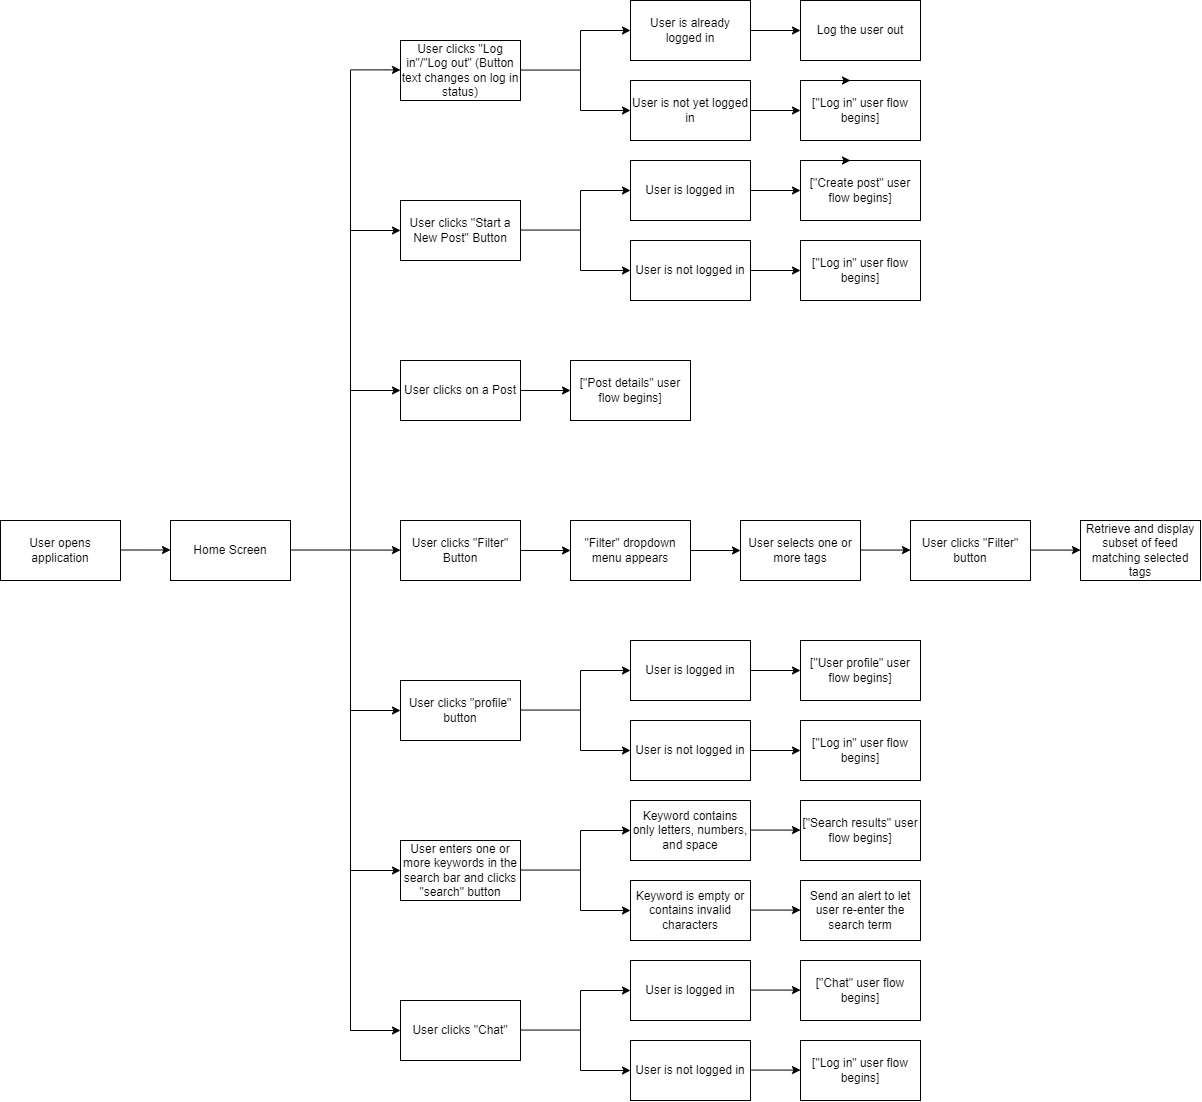 User clicks "Log
in"/"Log out" (Button
text changes on log in
status)
User is already
logged in
Log the user out
User is not yet logged
in
["Log in" user flow
begins]
User clicks "Start a
New Post" Button
User is logged in
["Create post" user
flow begins]
User is not logged in
["Log in" user flow
begins]
User clicks on a Post
["Post details" user
flow begins]
User opens
application
Home Screen
User clicks "Filter"
Button
"Filter" dropdown
menu appears
User selects one or
more tags
User clicks "Filter"
button
Retrieve and display
subset of feed
matching selected
tags
User clicks "profile"
button
User is logged in
["User profile" user
flow begins]
User is not logged in
["Log in" user flow
begins]
User enters one or
more keywords in the
search bar and clicks
"search" button
Keyword contains
only letters, numbers,
and space
["Search results" user
flow begins]
Keyword is empty or
contains invalid
characters
Send an alert to let
user re-enter the
search term
User clicks "Chat"
User is logged in
["Chat" user flow
begins]
User is not logged in
["Log in" user flow
begins]